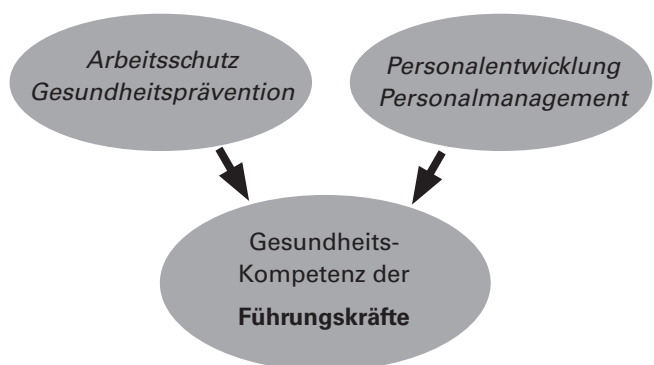 Arbeitsschutz
Gesundheitsprävention
Personalentwicklung
Personalmanagement
Gesundheits-
Kompetenz der
Führungskräfte